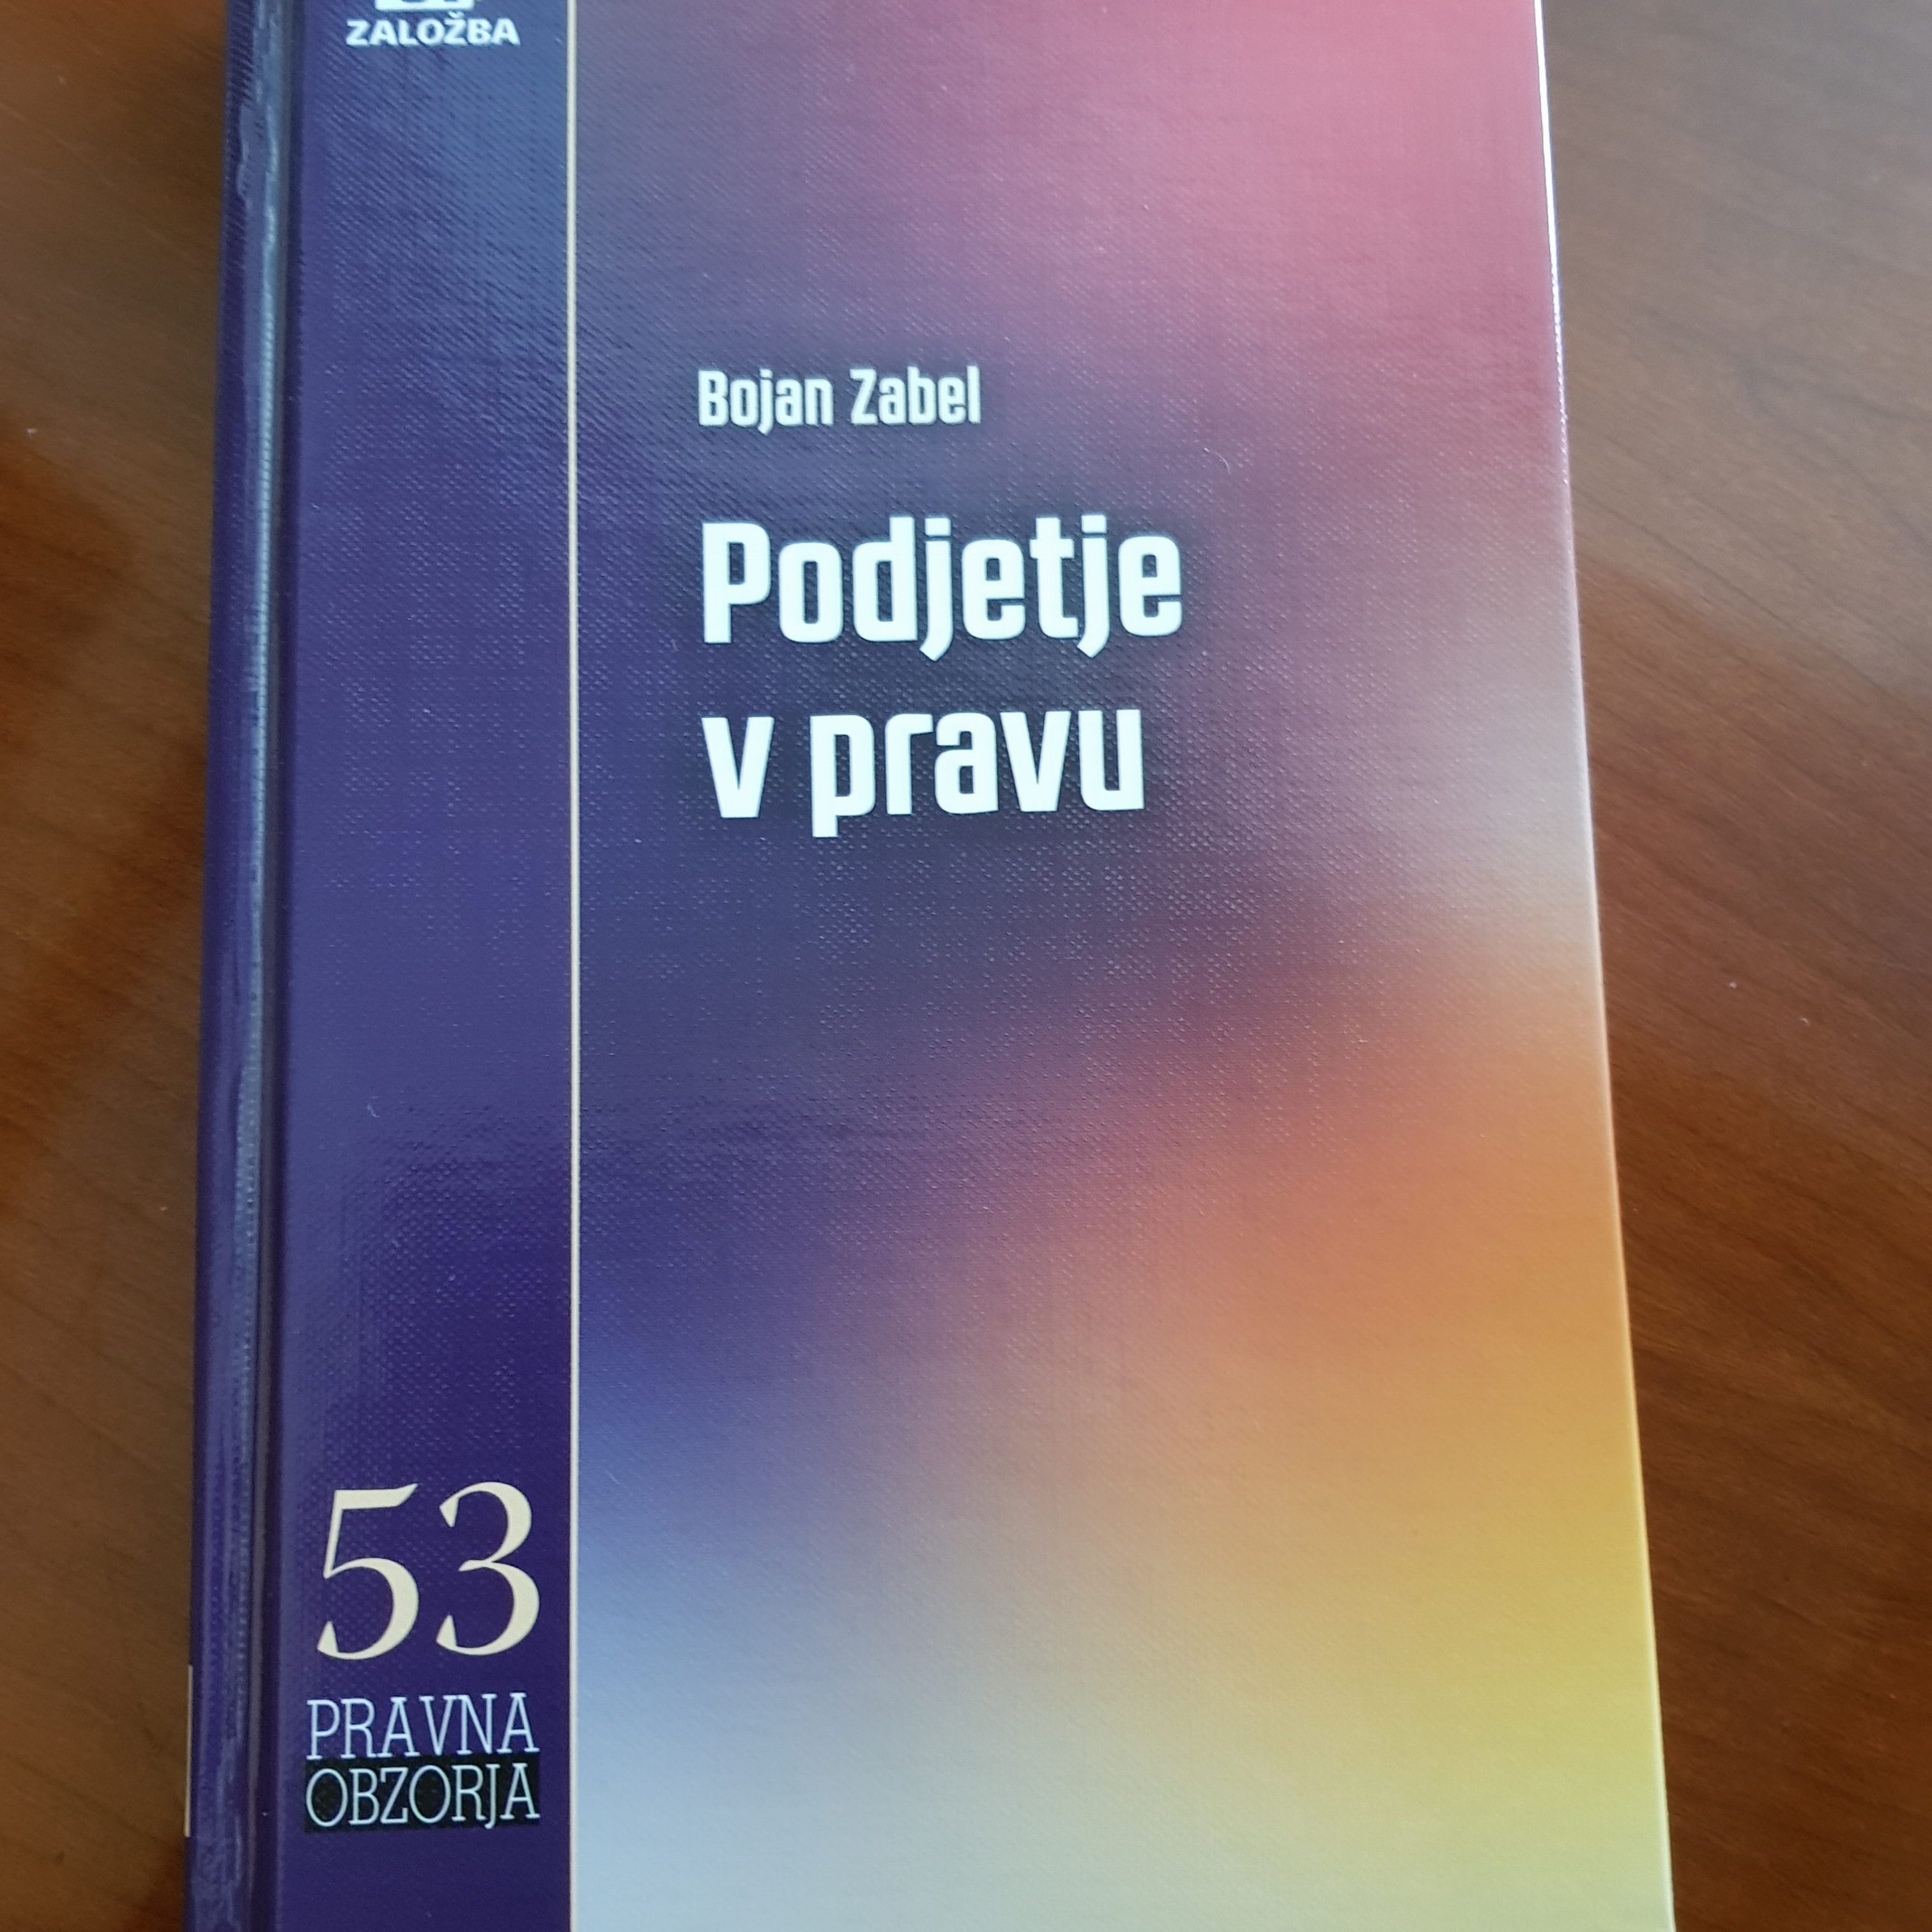 ZALOŽBA
Bojan Zabel
Podjetje
v pravu
53
PRAVNA
OBZORJA